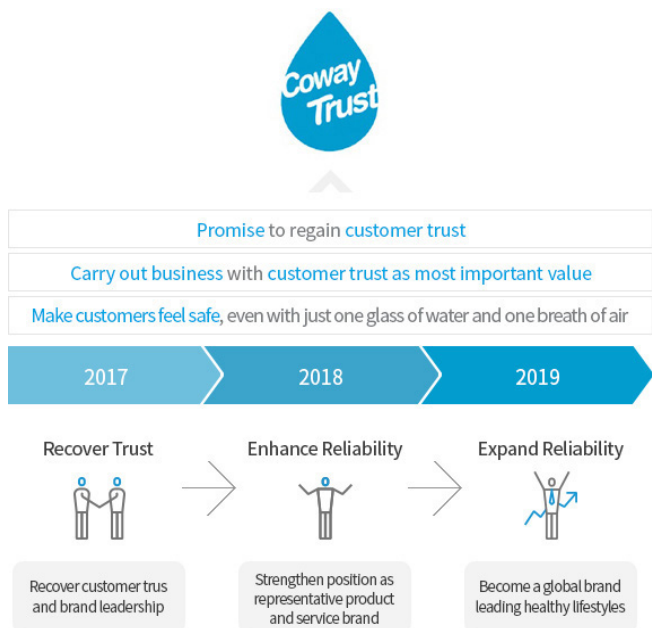 Coway
Trust
Promise to regain customer trust
Carry out business with customer trust as most important value
Make customers feel safe, even with just one glass of water and one breath of air
2017
2018
2019
Recover Trust
Enhance Reliability
Expand Reliability
Recover customer trus
and brand leadership
Strengthen position as
representative product
and service brand
Become a global brand
leading healthy lifestyles